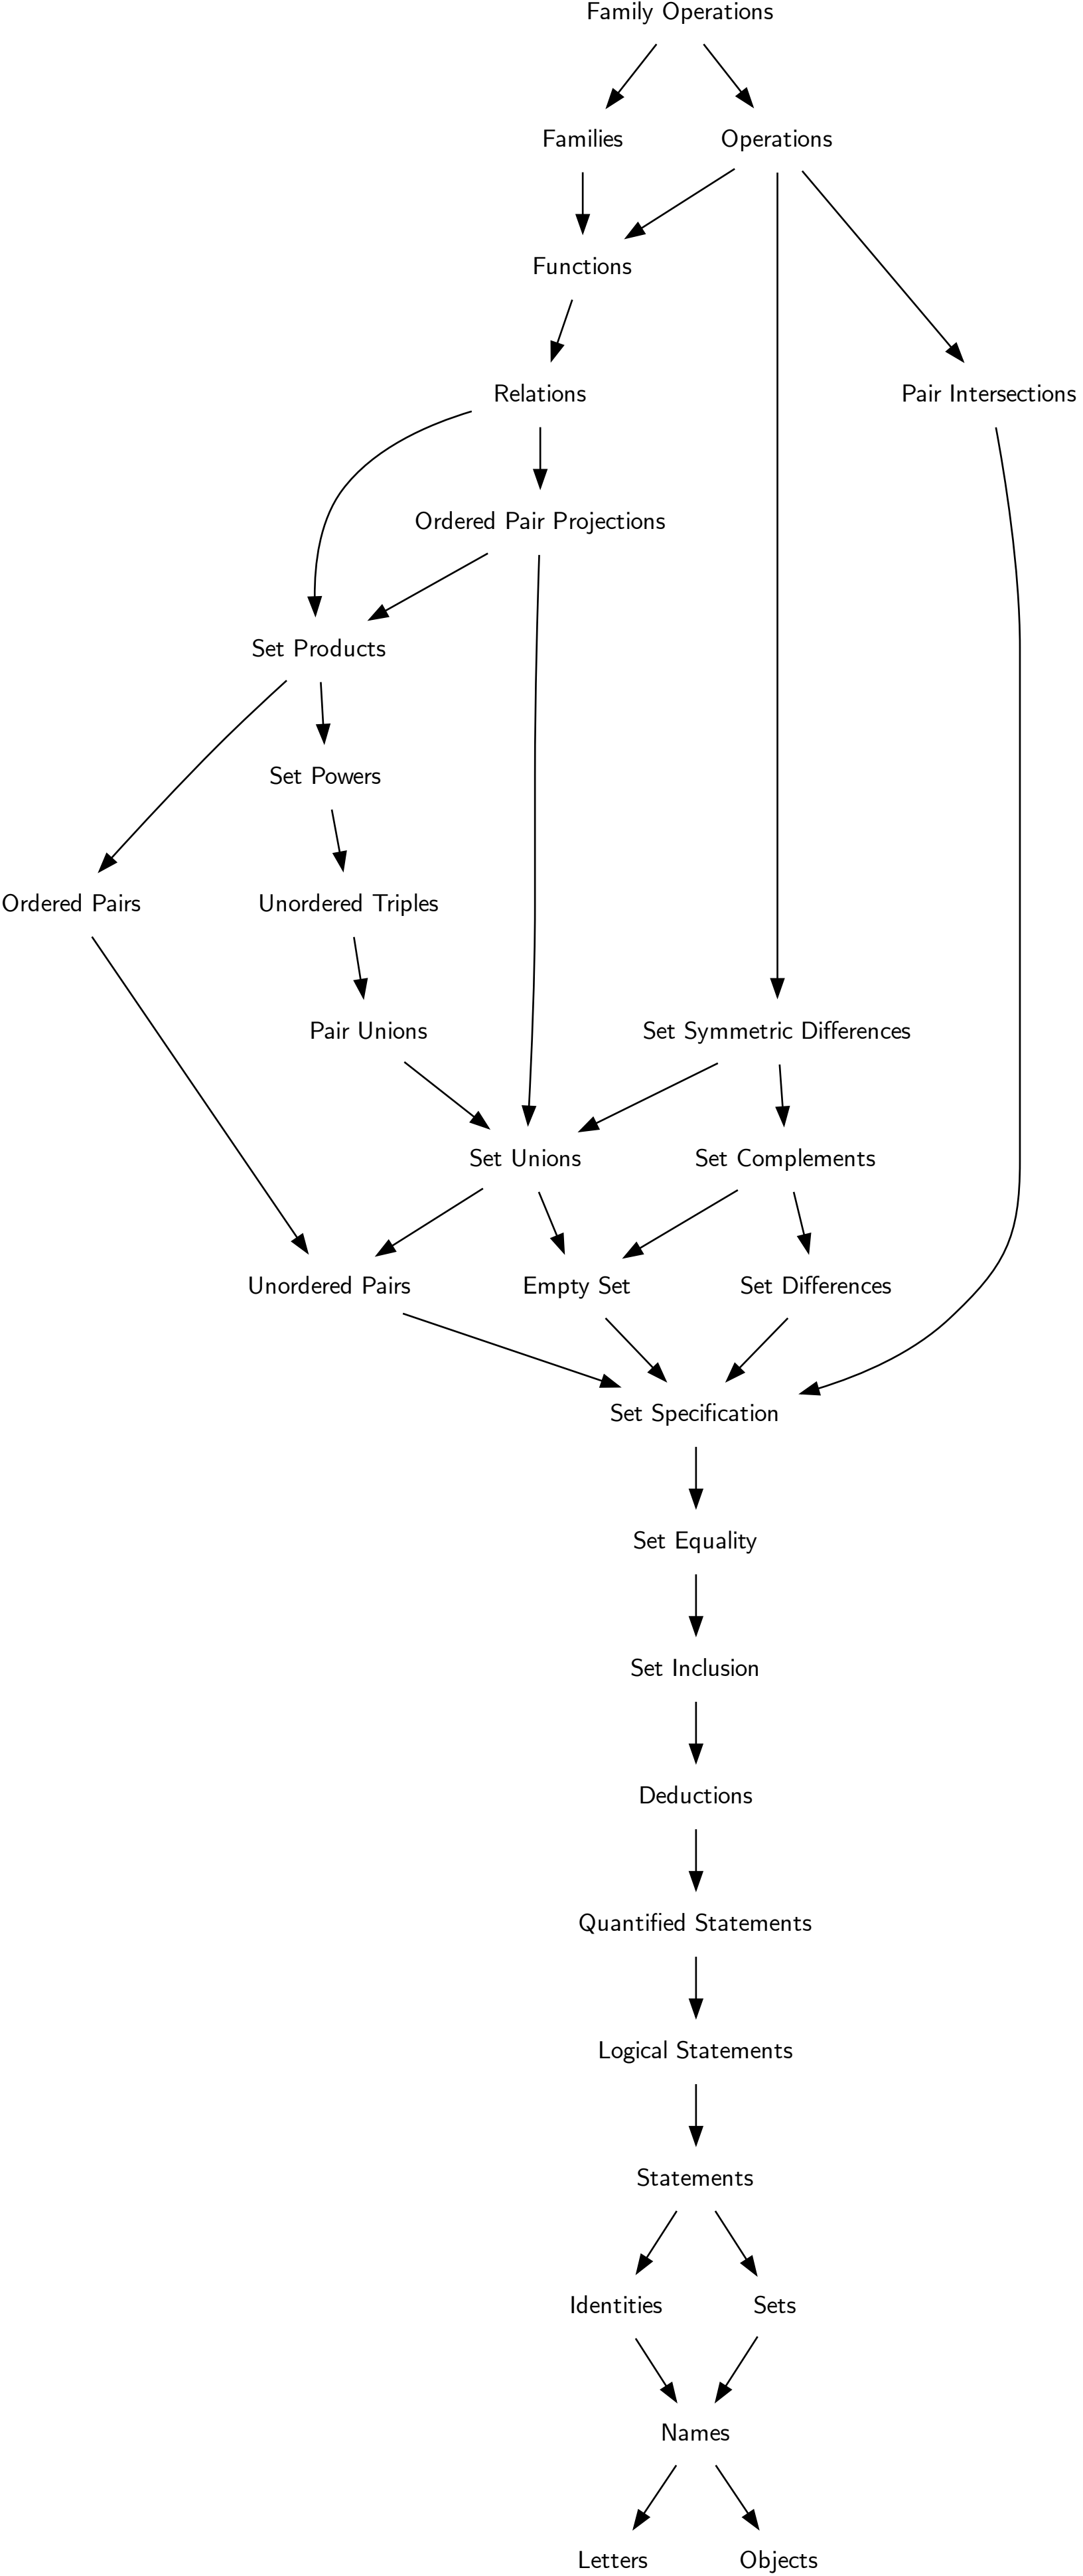 Family Operations
Families
Operations
Functions
Relations
Pair Intersections
Ordered Pair Projections
Set Products
Set Powers
Ordered Pairs
Unordered Triples
Pair Unions
Set Symmetric Differences
Set Unions
Set Complements
Unordered Pairs
Empty Set
Set Differences
Set Specification
Set Equality
Set Inclusion
Deductions
Quantified Statements
Logical Statements
Statements
Identities
Sets
Names
Letters
Objects